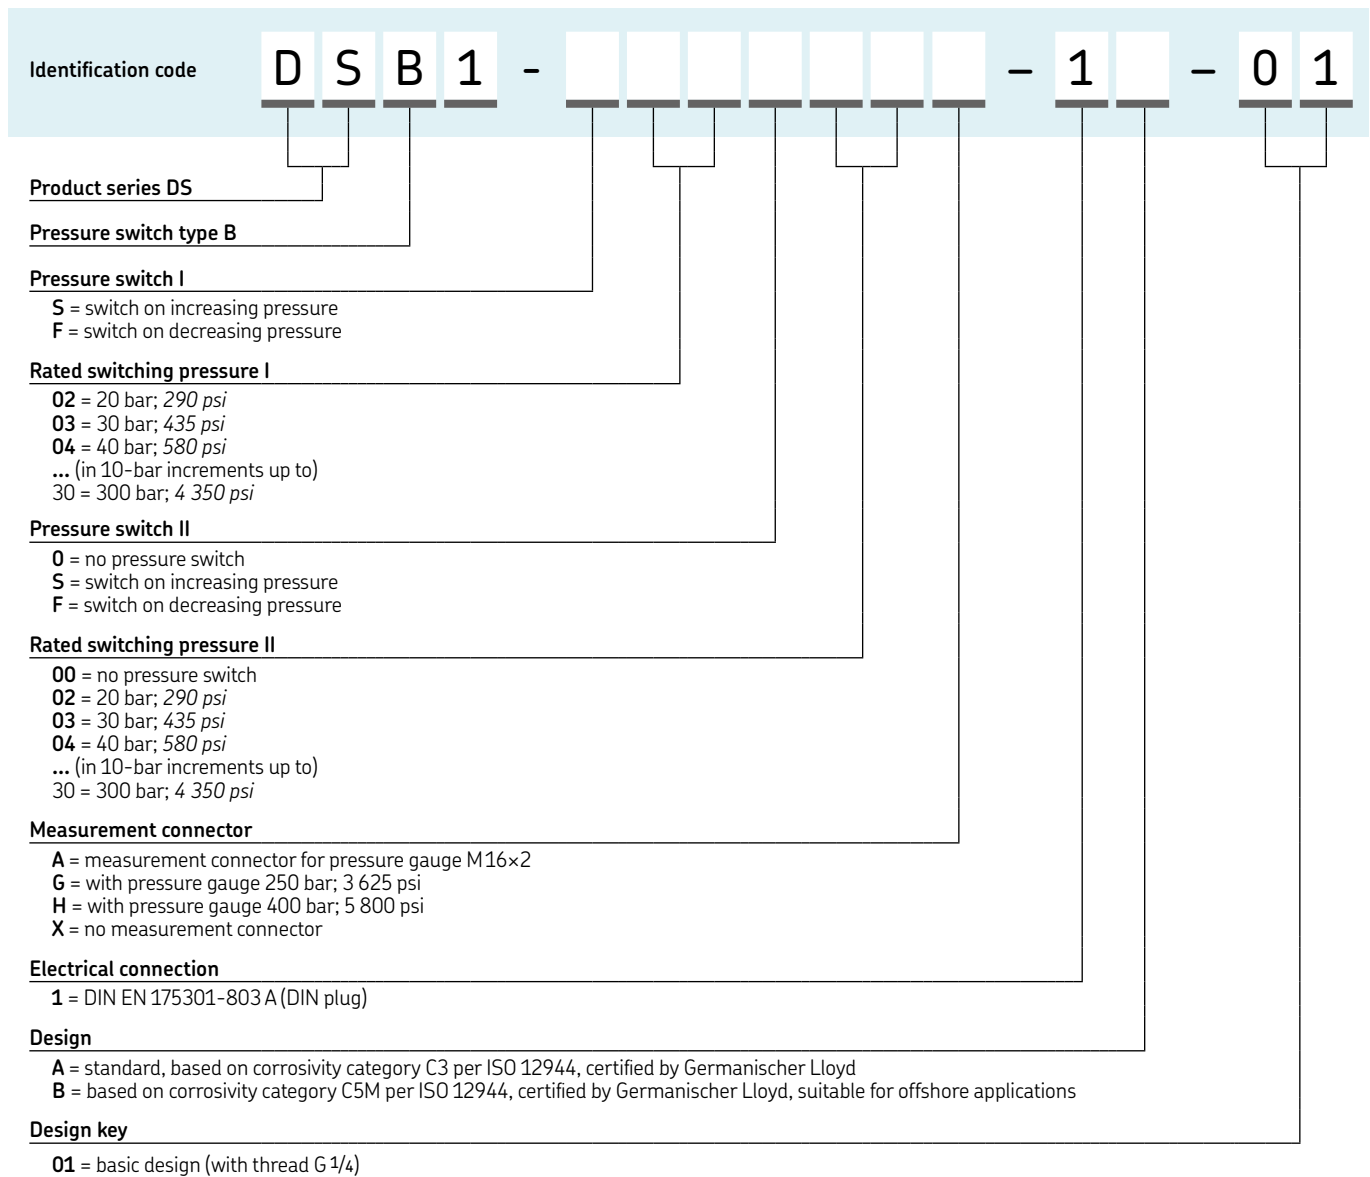 Identification code D S B 1 - – 1 – 0 1
Product series DS
Pressure switch type B
Pressure switch I
S = switch on increasing pressure
F = switch on decreasing pressure
Rated switching pressure I
02 = 20 bar; 290 psi
03 = 30 bar; 435 psi
04 = 40 bar; 580 psi
... (in 10-bar increments up to)
30 = 300 bar; 4 350 psi
Pressure switch II
0 = no pressure switch
S = switch on increasing pressure
F = switch on decreasing pressure
Rated switching pressure II
00 = no pressure switch
02 = 20 bar; 290 psi
03 = 30 bar; 435 psi
04 = 40 bar; 580 psi
... (in 10-bar increments up to)
30 = 300 bar; 4 350 psi
Measurement connector
A = measurement connector for pressure gauge M16×2
G = with pressure gauge 250 bar; 3 625 psi
H = with pressure gauge 400 bar; 5 800 psi
X = no measurement connector
Electrical connection
1 = DIN EN 175301-803 A (DIN plug)
Design
A = standard, based on corrosivity category C3 per ISO 12944, certified by Germanischer Lloyd
B = based on corrosivity category C5M per ISO 12944, certified by Germanischer Lloyd, suitable for offshore applications
Design key
01 = basic design (with thread G 1/4)